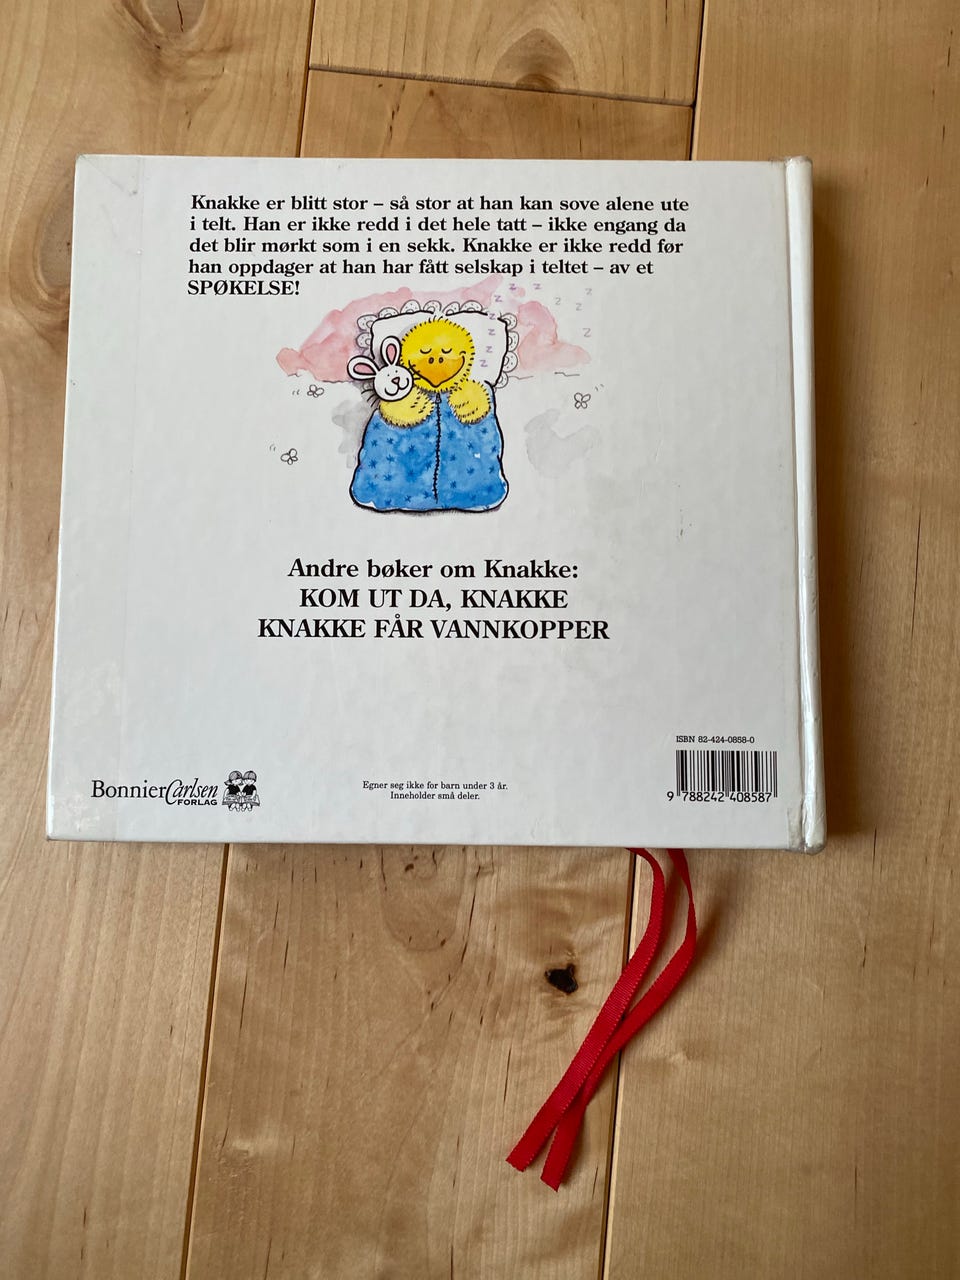 Knakke er blitt stor – så stor at han kan sove alene ute
i telt. Han er ikke redd i det hele tatt – ikke engang da
det blir mørkt som i en sekk. Knakke er ikke redd før
han oppdager at han har fått selskap i teltet – av et
SPØKELSE!
z z z z z z z z z z z z
Andre bøker om Knakke:
KOM UT DA, KNAKKE
KNAKKE FÅR VANNKOPPER
ISBN 82-424-0858-0
9 788242 408587
BonnierCarlsen
FORLAG
Egner seg ikke for barn under 3 år.
Inneholder små deler.